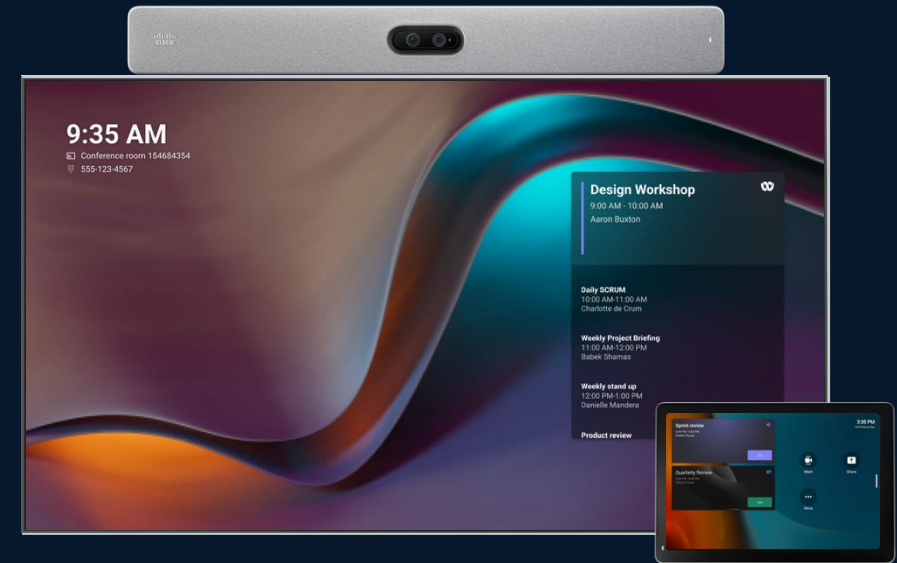 CISCO
9:35 AM
Conference room 154684354
555-123-4567
Design Workshop
9:00 AM - 10:00 AM
Aaron Buxton
Daily SCRUM
10:00 AM-11:00 AM
Charlotte de Crum
Weekly Project Briefing
11:00 AM-12:00 PM
Babek Shamas
Weekly stand up
12:00 PM-1:00 PM
Danielle Mandera
Product review
3:35 PM
Sprint review
Quarterly Review
Meet
Share
More